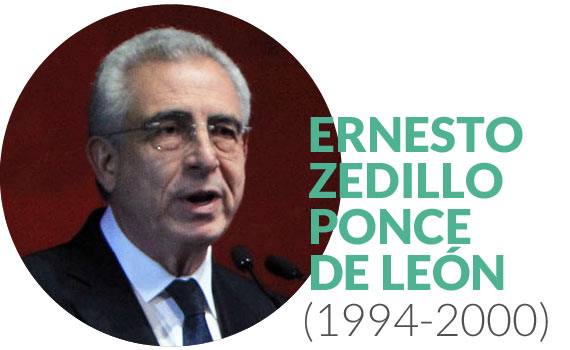 ERNESTO
ZEDILLO
PONCE
DE LEÓN
(1994-2000)